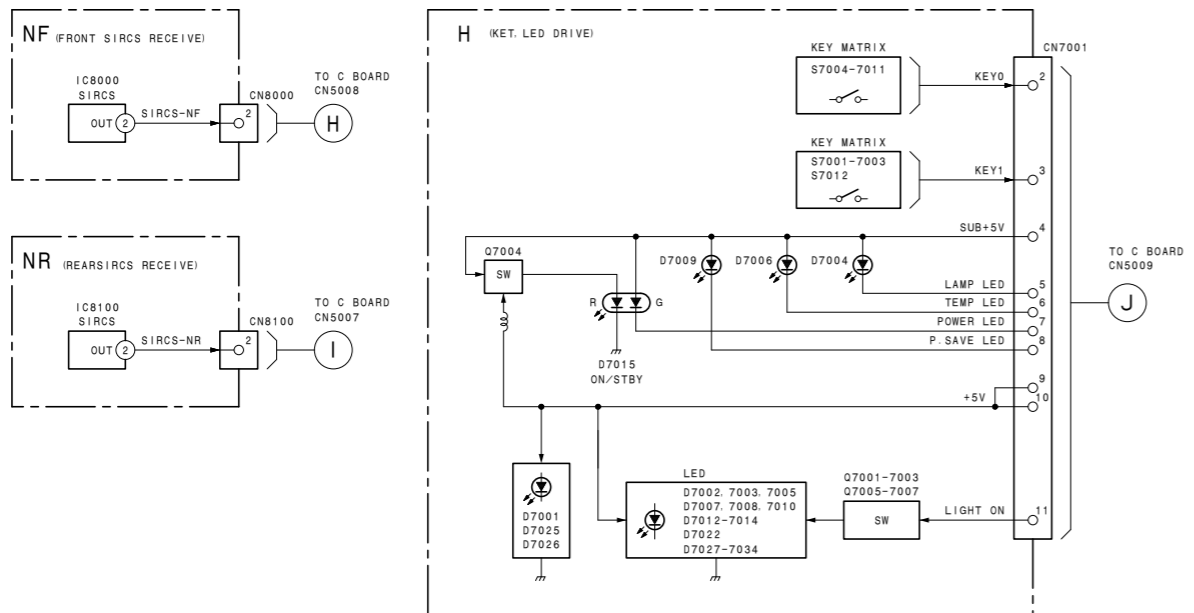 NF (FRONT SIRCS RECEIVE)
IC8000
SIRCS
OUT 2
SIRCS-NF
2
CN8000
TO C BOARD
CN5008
H
NR (REARSIRCS RECEIVE)
IC8100
SIRCS
OUT 2
SIRCS-NR
2
CN8100
TO C BOARD
CN5007
I
H (KET, LED DRIVE)
CN7001
KEY MATRIX
S7004-7011
KEY0
2
KEY MATRIX
S7001-7003
S7012
KEY1
3
SUB+5V
4
Q7004
SW
D7009
D7006
D7004
R
G
LAMP LED
5
TEMP LED
6
POWER LED
7
P.SAVE LED
8
D7015
ON/STBY
9
+5V
10
TO C BOARD
CN5009
J
D7001
D7025
D7026
LED
D7002, 7003, 7005
D7007, 7008, 7010
D7012-7014
D7022
D7027-7034
Q7001-7003
Q7005-7007
SW
LIGHT ON
11